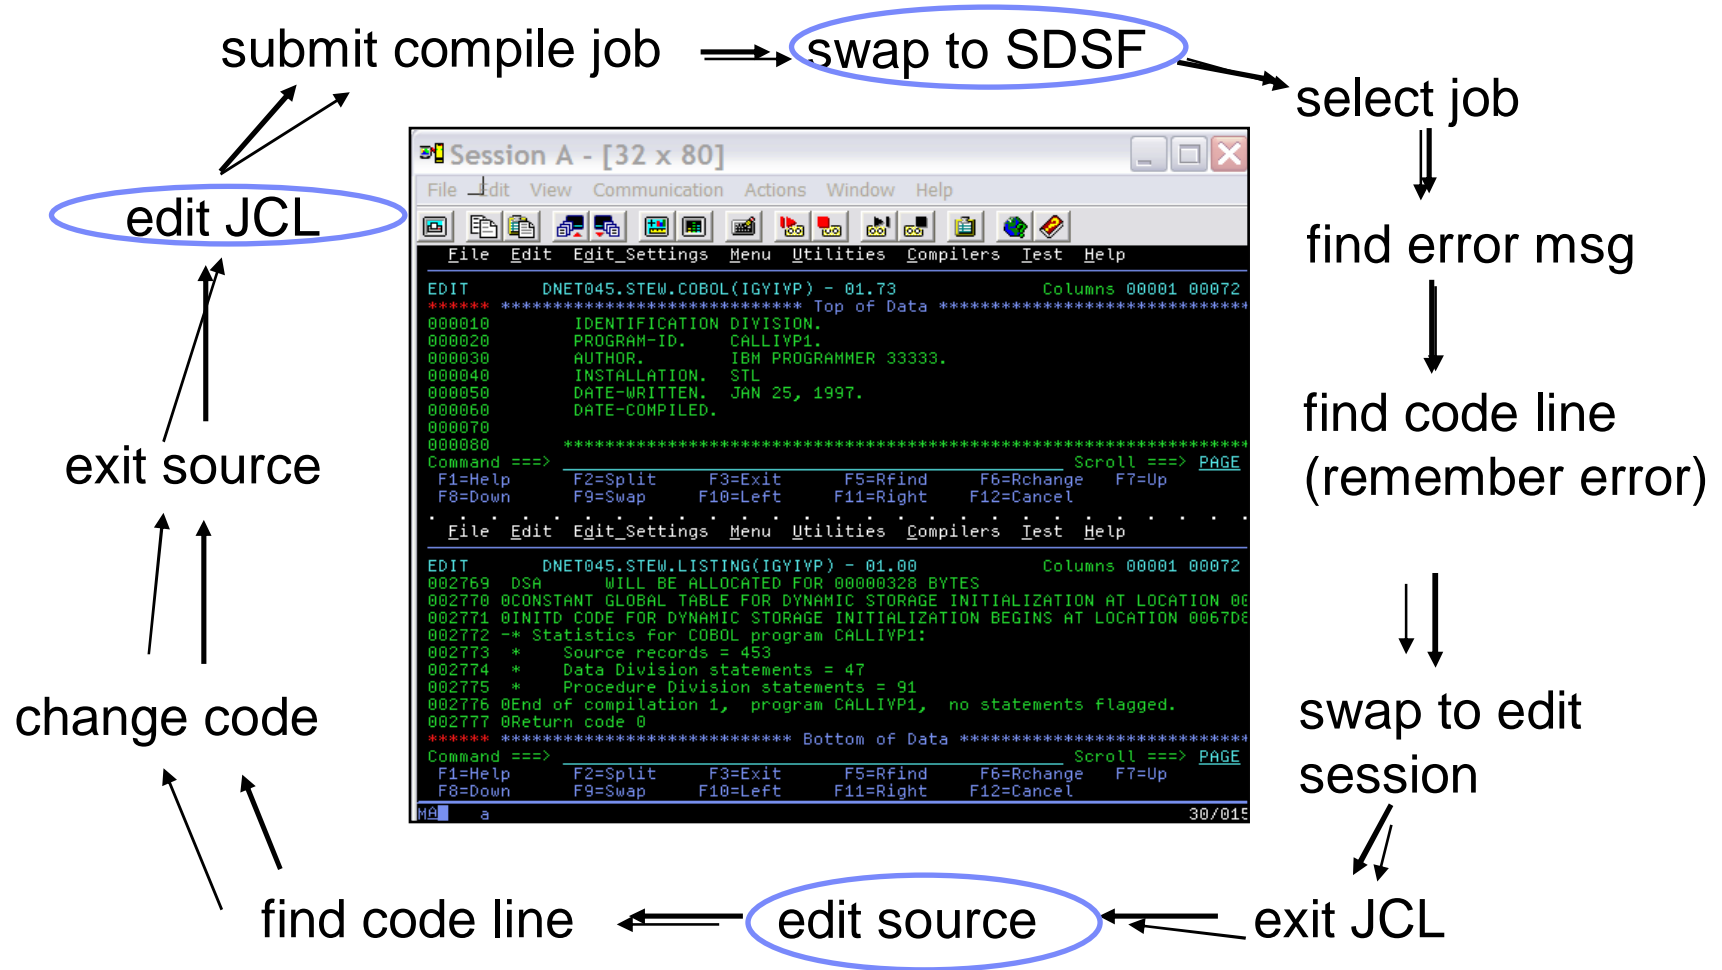 submit compile job
swap to SDSF
select job
find error msg
find code line
(remember error)
swap to edit
session
exit JCL
edit source
find code line
change code
exit source
edit JCL
Session A - [32 x 80]
File Edit View Communication Actions Window Help
File Edit Edit_Settings Menu Utilities Compilers Test Help
EDIT DNET045.STEW.COBOL(IGYIVP) - 01.73 Columns 00001 00072
****** **************************** Top of Data ******************************
000010 IDENTIFICATION DIVISION.
000020 PROGRAM-ID. CALLIVP1.
000030 AUTHOR. IBM PROGRAMMER 33333.
000040 INSTALLATION. STL
000050 DATE-WRITTEN. JAN 25, 1997.
000060 DATE-COMPILED.
000070
000080 ******************************************************************
Command ===> Scroll ===> PAGE
F1=Help F2=Split F3=Exit F5=Rfind F6=Rchange F7=Up
F8=Down F9=Swap F10=Left F11=Right F12=Cancel
File Edit Edit_Settings Menu Utilities Compilers Test Help
EDIT DNET045.STEW.LISTING(IGYIVP) - 01.00 Columns 00001 00072
002769 DSA WILL BE ALLOCATED FOR 00000328 BYTES
002770 0CONSTANT GLOBAL TABLE FOR DYNAMIC STORAGE INITIALIZATION AT LOCATION 00
002771 0INITD CODE FOR DYNAMIC STORAGE INITIALIZATION BEGINS AT LOCATION 0067D8
002772 -* Statistics for COBOL program CALLIVP1:
002773 * Source records = 453
002774 * Data Division statements = 47
002775 * Procedure Division statements = 91
002776 0End of compilation 1, program CALLIVP1, no statements flagged.
002777 0Return code 0
****** *************************** Bottom of Data ****************************
Command ===> Scroll ===> PAGE
F1=Help F2=Split F3=Exit F5=Rfind F6=Rchange F7=Up
F8=Down F9=Swap F10=Left F11=Right F12=Cancel
MA a 30/015